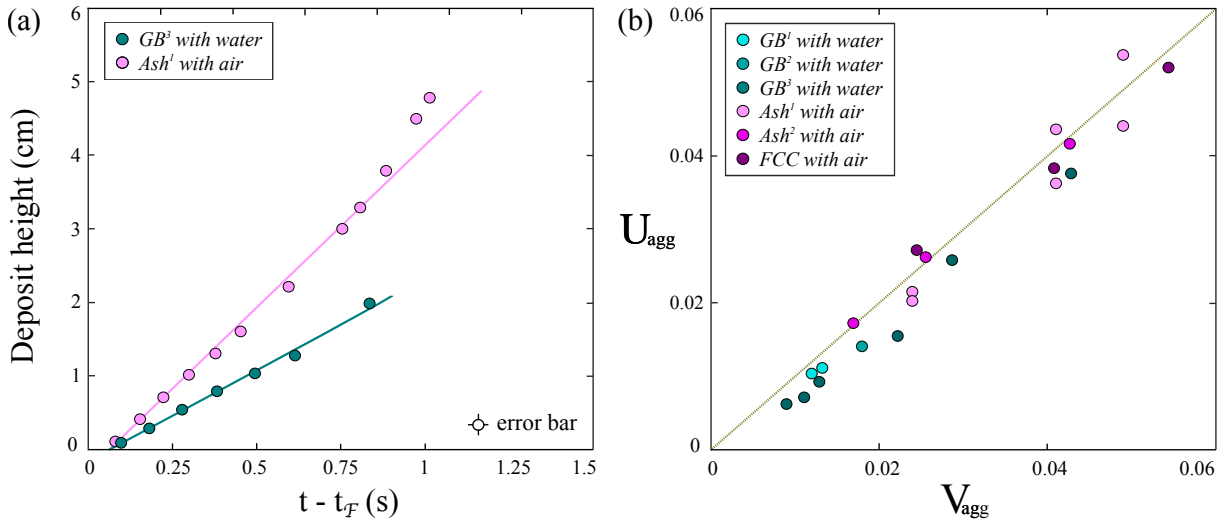 (a)
GB³ with water
Ash¹ with air
Deposit height (cm)
6
5
4
3
2
1
0
0 0.25 0.5 0.75 1 1.25 1.5
t - t_ℱ (s)
error bar
(b)
GB¹ with water
GB² with water
GB³ with water
Ash¹ with air
Ash² with air
FCC with air
U_agg
0.06
0.04
0.02
0
0 0.02 0.04 0.06
V_agg